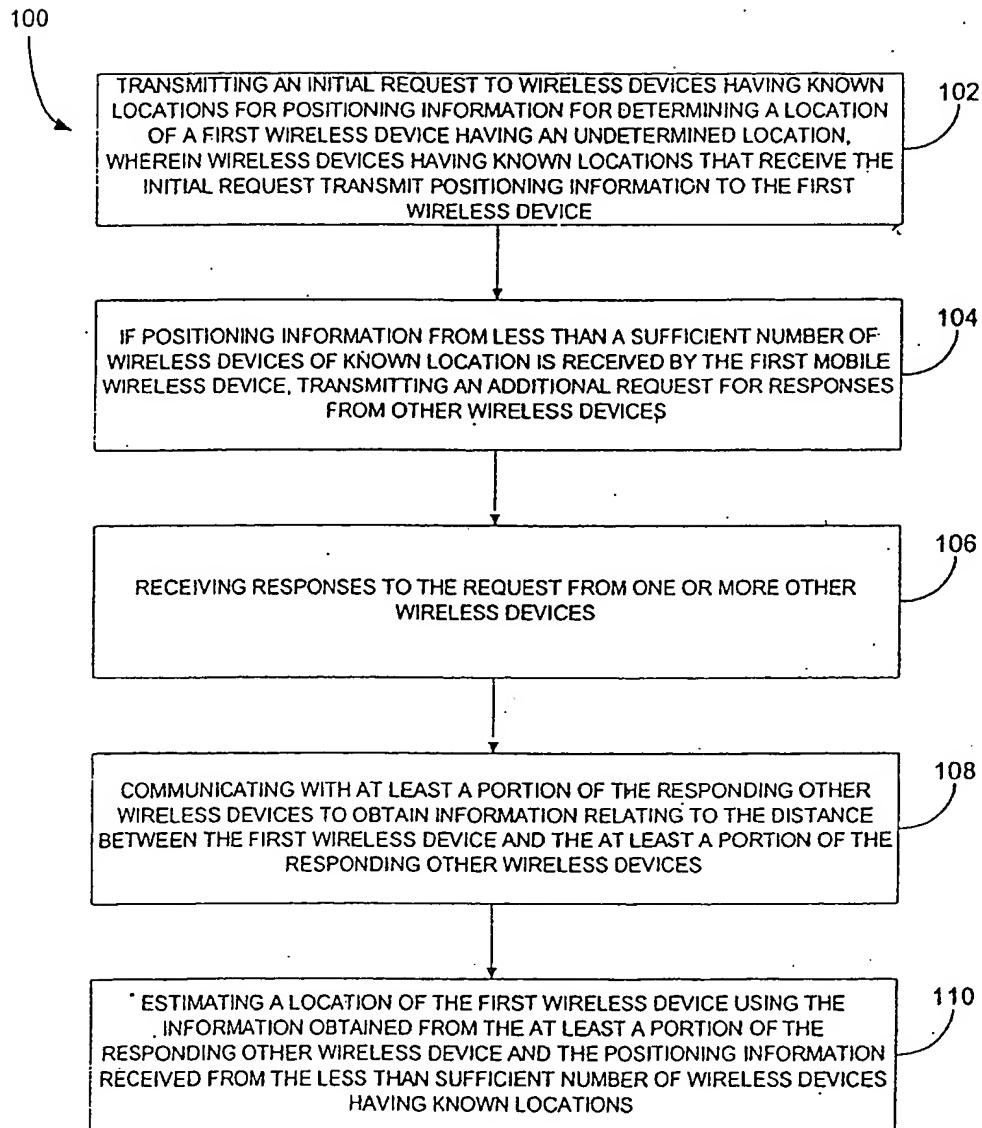 100
TRANSMITTING AN INITIAL REQUEST TO WIRELESS DEVICES HAVING KNOWN
LOCATIONS FOR POSITIONING INFORMATION FOR DETERMINING A LOCATION
OF A FIRST WIRELESS DEVICE HAVING AN UNDETERMINED LOCATION,
WHEREIN WIRELESS DEVICES HAVING KNOWN LOCATIONS THAT RECEIVE THE
INITIAL REQUEST TRANSMIT POSITIONING INFORMATION TO THE FIRST
WIRELESS DEVICE
102
IF POSITIONING INFORMATION FROM LESS THAN A SUFFICIENT NUMBER OF
WIRELESS DEVICES OF KNOWN LOCATION IS RECEIVED BY THE FIRST MOBILE
WIRELESS DEVICE, TRANSMITTING AN ADDITIONAL REQUEST FOR RESPONSES
FROM OTHER WIRELESS DEVICES
104
RECEIVING RESPONSES TO THE REQUEST FROM ONE OR MORE OTHER
WIRELESS DEVICES
106
COMMUNICATING WITH AT LEAST A PORTION OF THE RESPONDING OTHER
WIRELESS DEVICES TO OBTAIN INFORMATION RELATING TO THE DISTANCE
BETWEEN THE FIRST WIRELESS DEVICE AND THE AT LEAST A PORTION OF THE
RESPONDING OTHER WIRELESS DEVICES
108
ESTIMATING A LOCATION OF THE FIRST WIRELESS DEVICE USING THE
INFORMATION OBTAINED FROM THE AT LEAST A PORTION OF THE
RESPONDING OTHER WIRELESS DEVICE AND THE POSITIONING INFORMATION
RECEIVED FROM THE LESS THAN SUFFICIENT NUMBER OF WIRELESS DEVICES
HAVING KNOWN LOCATIONS
110